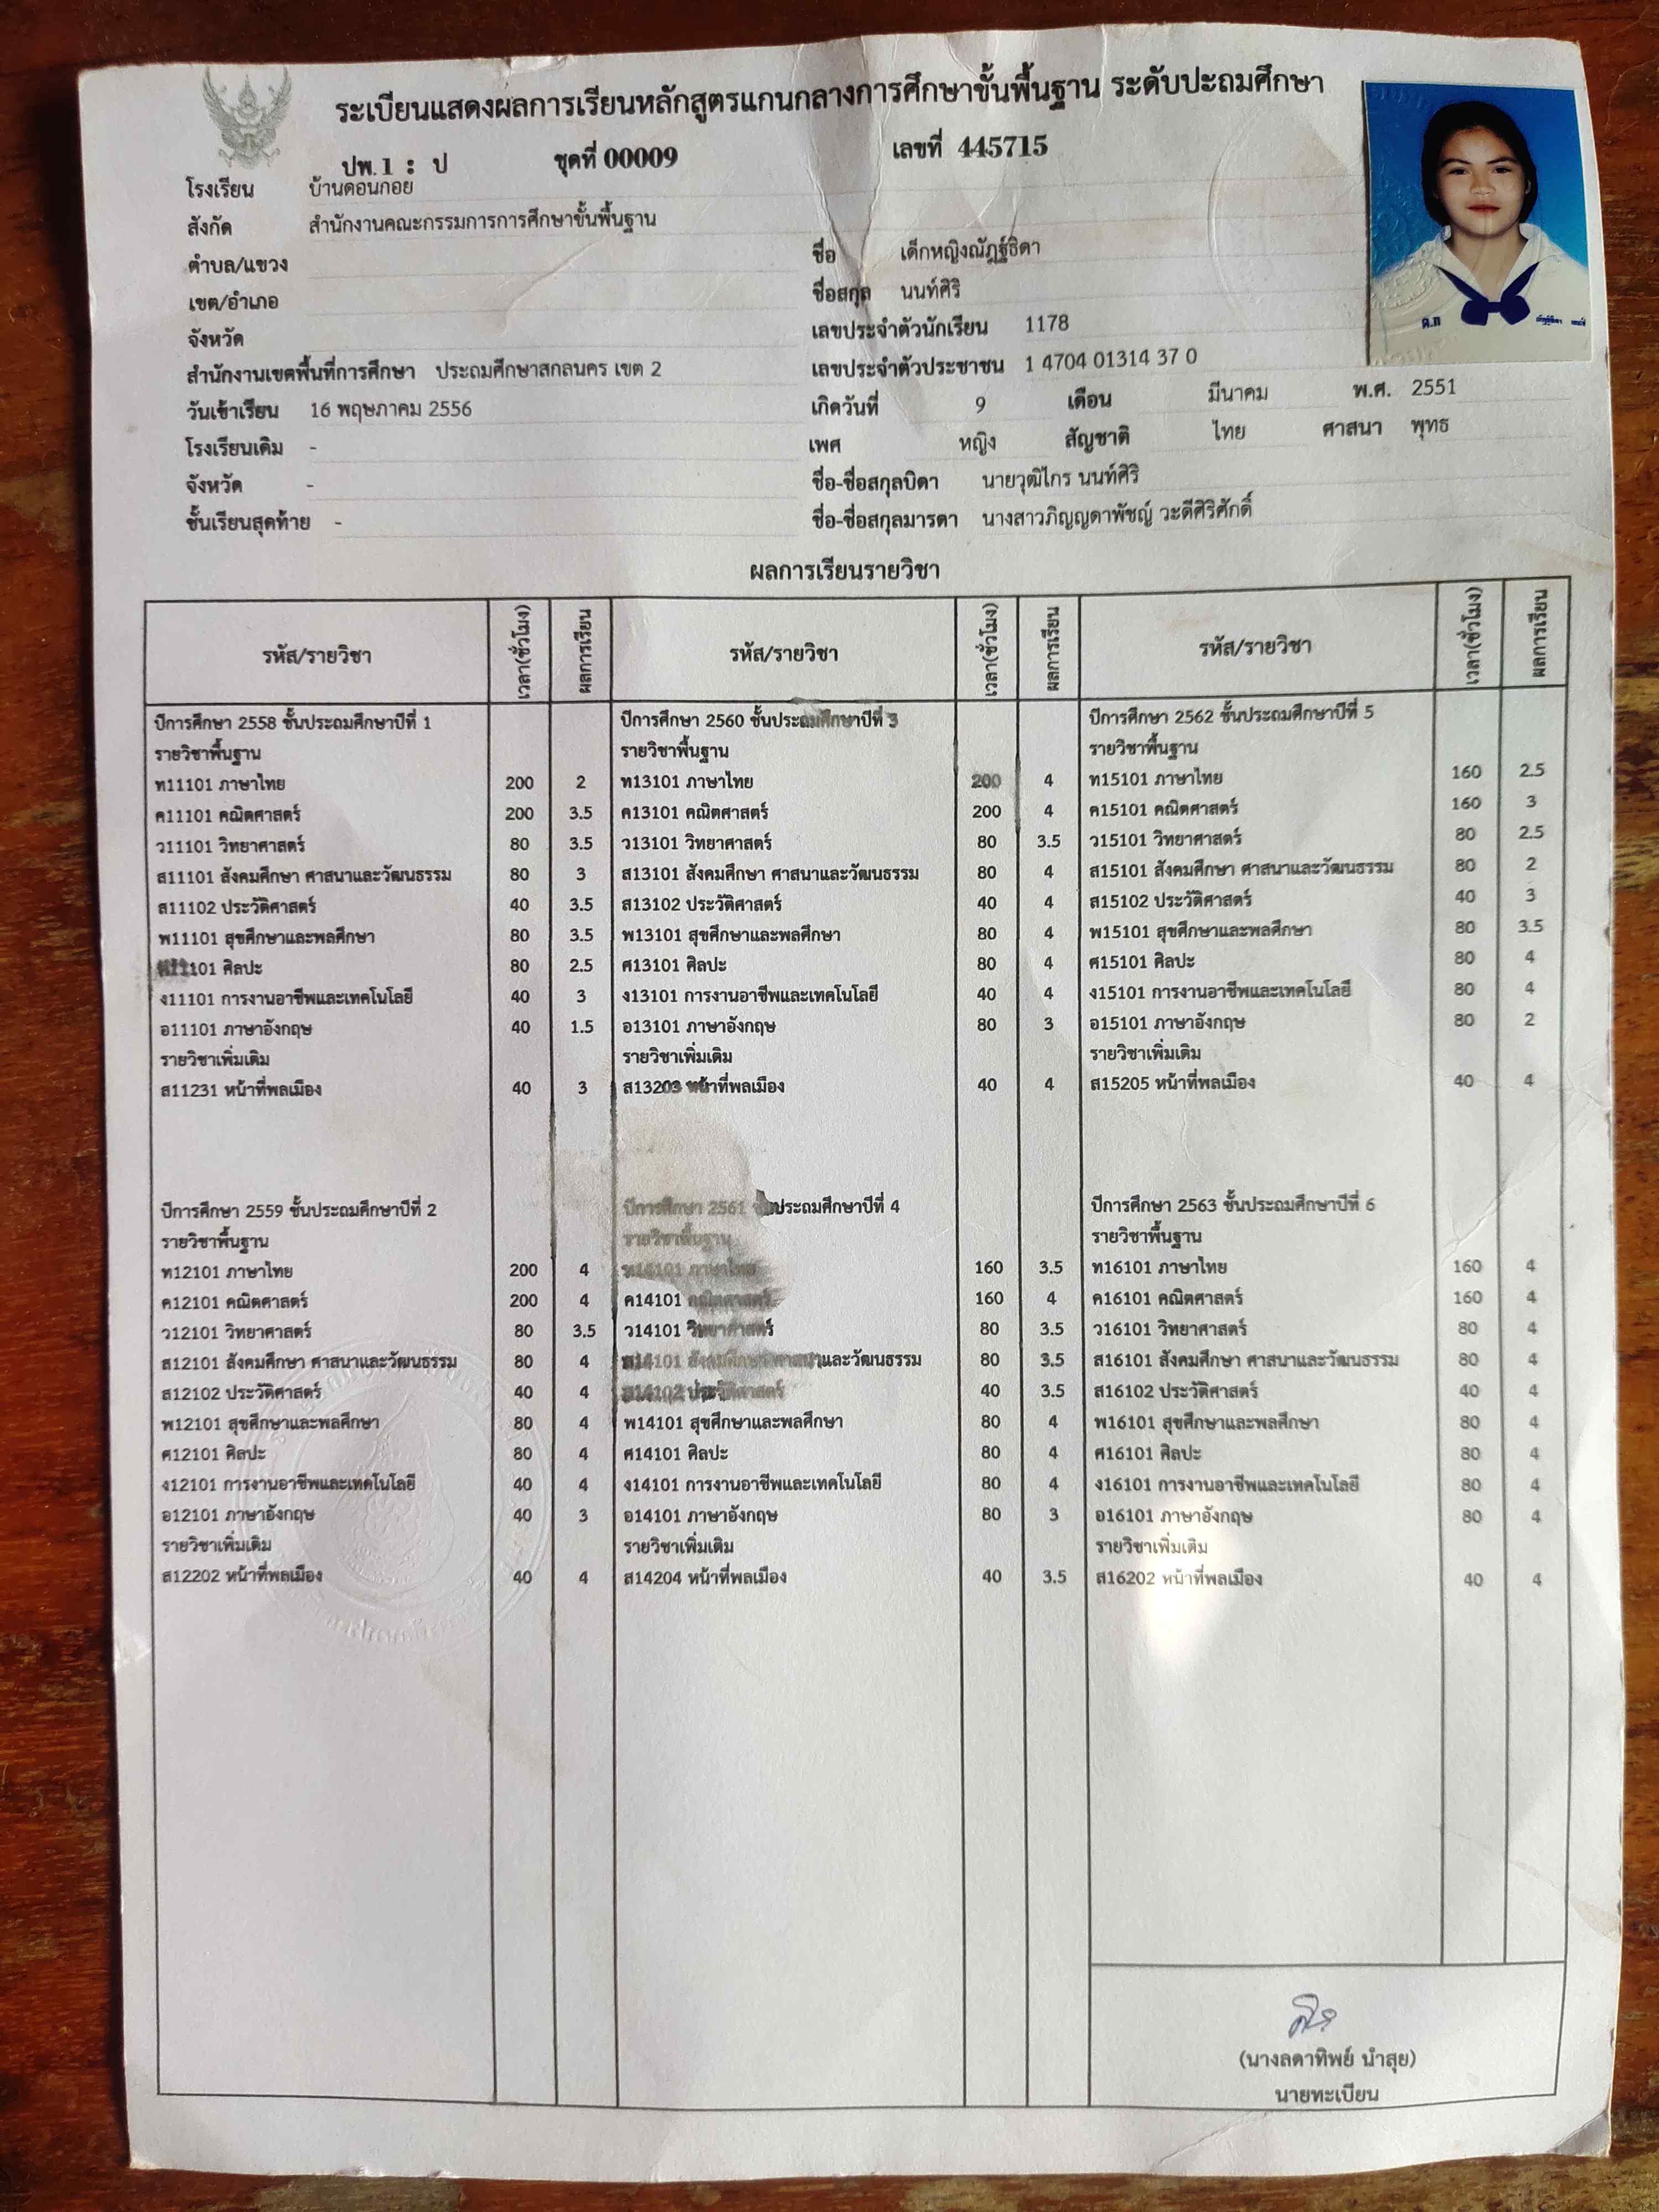 ระเบียนแสดงผลการเรียนหลักสูตรแกนกลางการศึกษาขั้นพื้นฐาน ระดับประถมศึกษา
ปพ.1 : ป ชุดที่ 00009 เลขที่ 445715
โรงเรียน บ้านดอนกอย
สังกัด สำนักงานคณะกรรมการการศึกษาขั้นพื้นฐาน
ตำบล/แขวง
เขต/อำเภอ
จังหวัด
สำนักงานเขตพื้นที่การศึกษา ประถมศึกษาสกลนคร เขต 2
วันเข้าเรียน 16 พฤษภาคม 2556
โรงเรียนเดิม -
จังหวัด -
ชั้นเรียนสุดท้าย -
ชื่อ เด็กหญิงณัฎฐ์ธิดา
ชื่อสกุล นนท์ศิริ
เลขประจำตัวนักเรียน 1178
เลขประจำตัวประชาชน 1 4704 01314 37 0
เกิดวันที่ 9 เดือน มีนาคม พ.ศ. 2551
เพศ หญิง สัญชาติ ไทย ศาสนา พุทธ
ชื่อ-ชื่อสกุลบิดา นายวุฒิไกร นนท์ศิริ
ชื่อ-ชื่อสกุลมารดา นางสาวภิญญดาพัชญ์ วะดีศิริศักดิ์
ด.ก
ผลการเรียนรายวิชา
รหัส/รายวิชา เวลา(ชั่วโมง) ผลการเรียน รหัส/รายวิชา เวลา(ชั่วโมง) ผลการเรียน รหัส/รายวิชา เวลา(ชั่วโมง) ผลการเรียน
ปีการศึกษา 2558 ชั้นประถมศึกษาปีที่ 1
รายวิชาพื้นฐาน
ท11101 ภาษาไทย 200 2
ค11101 คณิตศาสตร์ 200 3.5
ว11101 วิทยาศาสตร์ 80 3.5
ส11101 สังคมศึกษา ศาสนาและวัฒนธรรม 80 3
ส11102 ประวัติศาสตร์ 40 3.5
พ11101 สุขศึกษาและพลศึกษา 80 3.5
ศ11101 ศิลปะ 80 2.5
ง11101 การงานอาชีพและเทคโนโลยี 40 3
อ11101 ภาษาอังกฤษ 40 1.5
รายวิชาเพิ่มเติม
ส11231 หน้าที่พลเมือง 40 3
ปีการศึกษา 2559 ชั้นประถมศึกษาปีที่ 2
รายวิชาพื้นฐาน
ท12101 ภาษาไทย 200 4
ค12101 คณิตศาสตร์ 200 4
ว12101 วิทยาศาสตร์ 80 3.5
ส12101 สังคมศึกษา ศาสนาและวัฒนธรรม 80 4
ส12102 ประวัติศาสตร์ 40 4
พ12101 สุขศึกษาและพลศึกษา 80 4
ศ12101 ศิลปะ 80 4
ง12101 การงานอาชีพและเทคโนโลยี 40 4
อ12101 ภาษาอังกฤษ 40 3
รายวิชาเพิ่มเติม
ส12202 หน้าที่พลเมือง 40 4
ปีการศึกษา 2560 ชั้นประถมศึกษาปีที่ 3
รายวิชาพื้นฐาน
ท13101 ภาษาไทย 200 4
ค13101 คณิตศาสตร์ 200 4
ว13101 วิทยาศาสตร์ 80 3.5
ส13101 สังคมศึกษา ศาสนาและวัฒนธรรม 80 4
ส13102 ประวัติศาสตร์ 40 4
พ13101 สุขศึกษาและพลศึกษา 80 4
ศ13101 ศิลปะ 80 4
ง13101 การงานอาชีพและเทคโนโลยี 40 4
อ13101 ภาษาอังกฤษ 80 3
รายวิชาเพิ่มเติม
ส13203 หน้าที่พลเมือง 40 4
ปีการศึกษา 2561 ชั้นประถมศึกษาปีที่ 4
รายวิชาพื้นฐาน
ท14101 ภาษาไทย 160 3.5
ค14101 คณิตศาสตร์ 160 4
ว14101 วิทยาศาสตร์ 80 3.5
ส14101 สังคมศึกษา ศาสนาและวัฒนธรรม 80 3.5
ส14102 ประวัติศาสตร์ 40 3.5
พ14101 สุขศึกษาและพลศึกษา 80 4
ศ14101 ศิลปะ 80 4
ง14101 การงานอาชีพและเทคโนโลยี 80 4
อ14101 ภาษาอังกฤษ 80 3
รายวิชาเพิ่มเติม
ส14204 หน้าที่พลเมือง 40 3.5
ปีการศึกษา 2562 ชั้นประถมศึกษาปีที่ 5
รายวิชาพื้นฐาน
ท15101 ภาษาไทย 160 2.5
ค15101 คณิตศาสตร์ 160 3
ว15101 วิทยาศาสตร์ 80 2.5
ส15101 สังคมศึกษา ศาสนาและวัฒนธรรม 80 2
ส15102 ประวัติศาสตร์ 40 3
พ15101 สุขศึกษาและพลศึกษา 80 3.5
ศ15101 ศิลปะ 80 4
ง15101 การงานอาชีพและเทคโนโลยี 80 4
อ15101 ภาษาอังกฤษ 80 2
รายวิชาเพิ่มเติม
ส15205 หน้าที่พลเมือง 40 4
ปีการศึกษา 2563 ชั้นประถมศึกษาปีที่ 6
รายวิชาพื้นฐาน
ท16101 ภาษาไทย 160 4
ค16101 คณิตศาสตร์ 160 4
ว16101 วิทยาศาสตร์ 80 4
ส16101 สังคมศึกษา ศาสนาและวัฒนธรรม 80 4
ส16102 ประวัติศาสตร์ 40 4
พ16101 สุขศึกษาและพลศึกษา 80 4
ศ16101 ศิลปะ 80 4
ง16101 การงานอาชีพและเทคโนโลยี 80 4
อ16101 ภาษาอังกฤษ 80 4
รายวิชาเพิ่มเติม
ส16202 หน้าที่พลเมือง 40 4
(นางลดาทิพย์ นำสุย)
นายทะเบียน